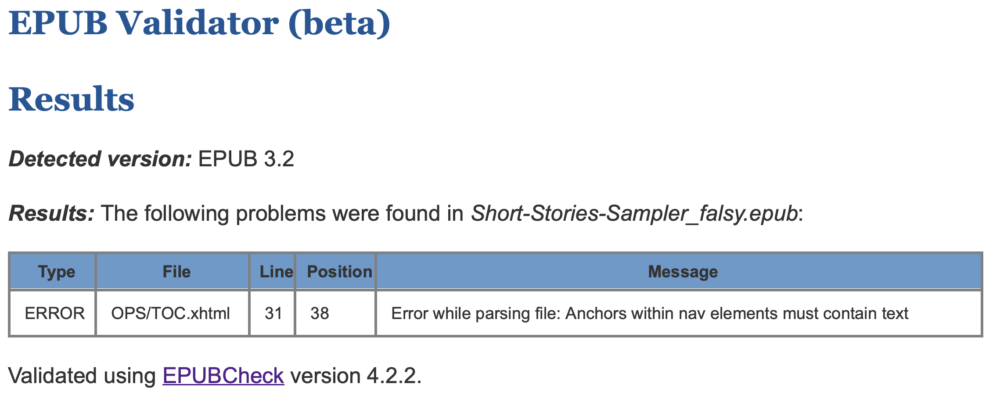 EPUB Validator (beta)
Results
Detected version: EPUB 3.2
Results: The following problems were found in Short-Stories-Sampler_falsy.epub:
Type File Line Position Message
ERROR OPS/TOC.xhtml 31 38 Error while parsing file: Anchors within nav elements must contain text
Validated using EPUBCheck version 4.2.2.